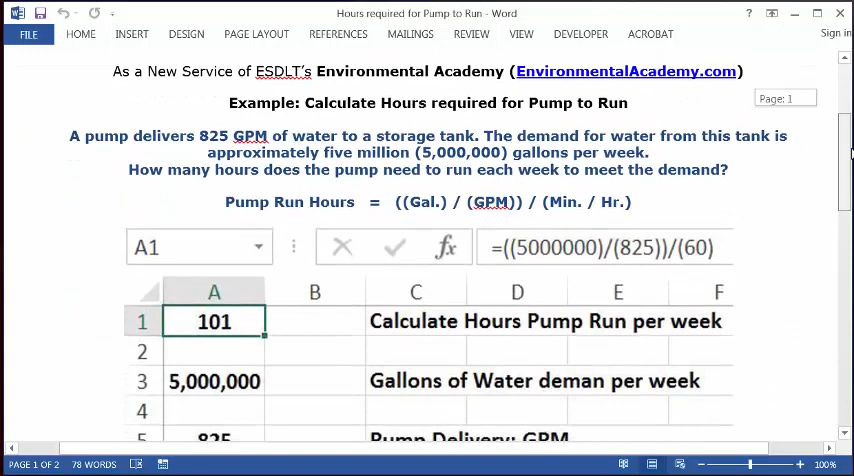 Hours required for Pump to Run - Word
?
FILE HOME INSERT DESIGN PAGE LAYOUT REFERENCES MAILINGS REVIEW VIEW DEVELOPER ACROBAT Sign in
As a New Service of ESDLT's Environmental Academy (EnvironmentalAcademy.com)
Page: 1
Example: Calculate Hours required for Pump to Run
A pump delivers 825 GPM of water to a storage tank. The demand for water from this tank is
approximately five million (5,000,000) gallons per week.
How many hours does the pump need to run each week to meet the demand?
Pump Run Hours = ((Gal.) / (GPM)) / (Min. / Hr.)
A1 fx =((5000000)/(825))/(60)
A B C D E F
1 101 Calculate Hours Pump Run per week
2
3 5,000,000 Gallons of Water deman per week
4
5 825 Pump Delivery: GPM
PAGE 1 OF 2 78 WORDS 100%